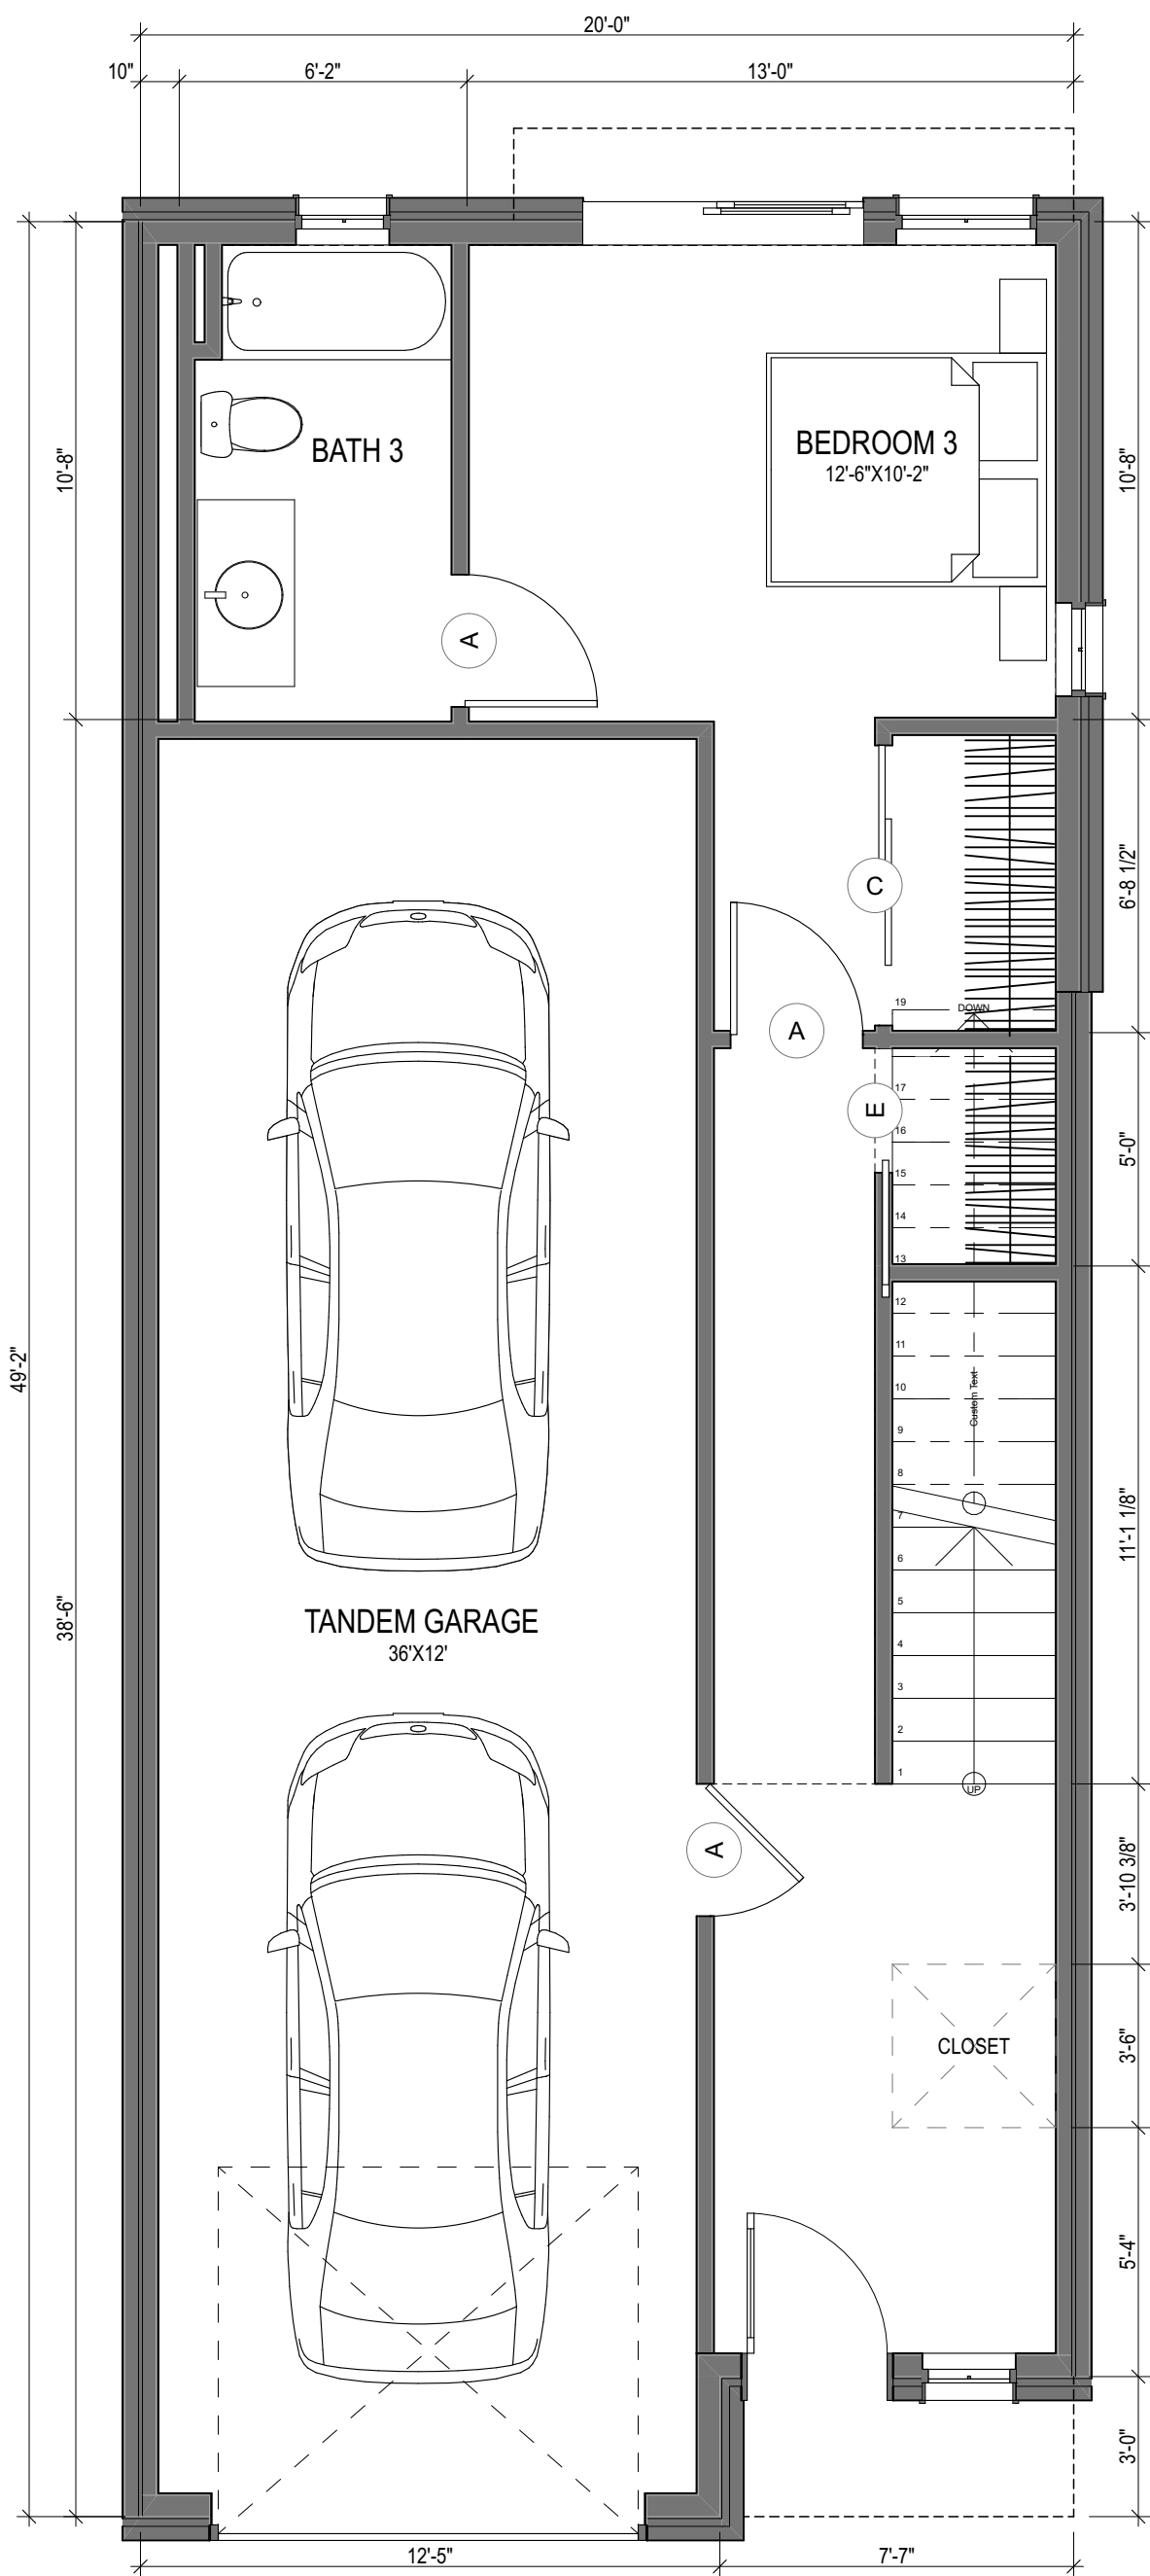 20'-0"
10"
6'-2"
13'-0"
BATH 3
BEDROOM 3
12'-6"X10'-2"
10'-8"
10'-8"
A
C
6'-8 1/2"
19
DOWN
A
E
17
16
15
14
13
5'-0"
12
11
10
9
8
7
6
5
4
3
2
1
Custom Text
UP
49'-2"
38'-6"
11'-1 1/8"
TANDEM GARAGE
36'X12'
A
3'-10 3/8"
CLOSET
3'-6"
5'-4"
3'-0"
12'-5"
7'-7"